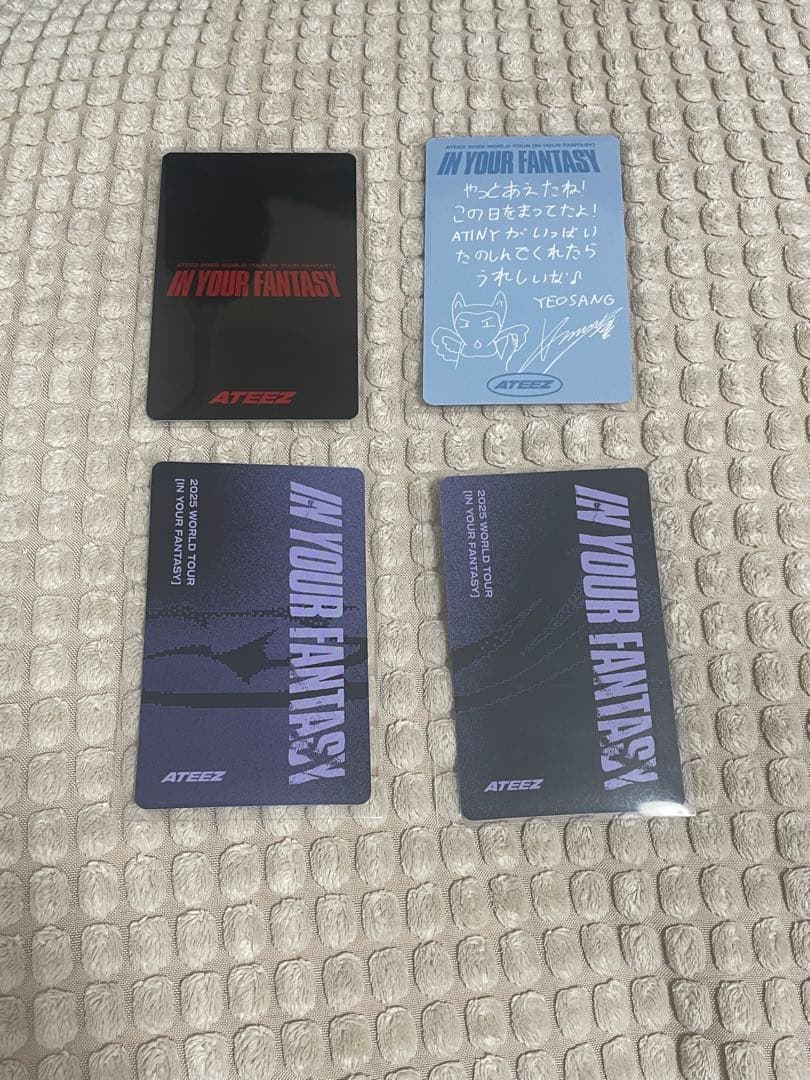 ATEEZ 2025 WORLD TOUR [IN YOUR FANTASY]
IN YOUR FANTASY
ATEEZ
ATEEZ 2025 WORLD TOUR [IN YOUR FANTASY]
IN YOUR FANTASY
やっとあえたね!
この日をまってたよ!
ATINYがいっぱい
たのしんでくれたら
うれしいな♪
YEOSANG
ATEEZ
2025 WORLD TOUR
[IN YOUR FANTASY]
IN YOUR FANTASY
ATEEZ
2025 WORLD TOUR
[IN YOUR FANTASY]
IN YOUR FANTASY
ATEEZ